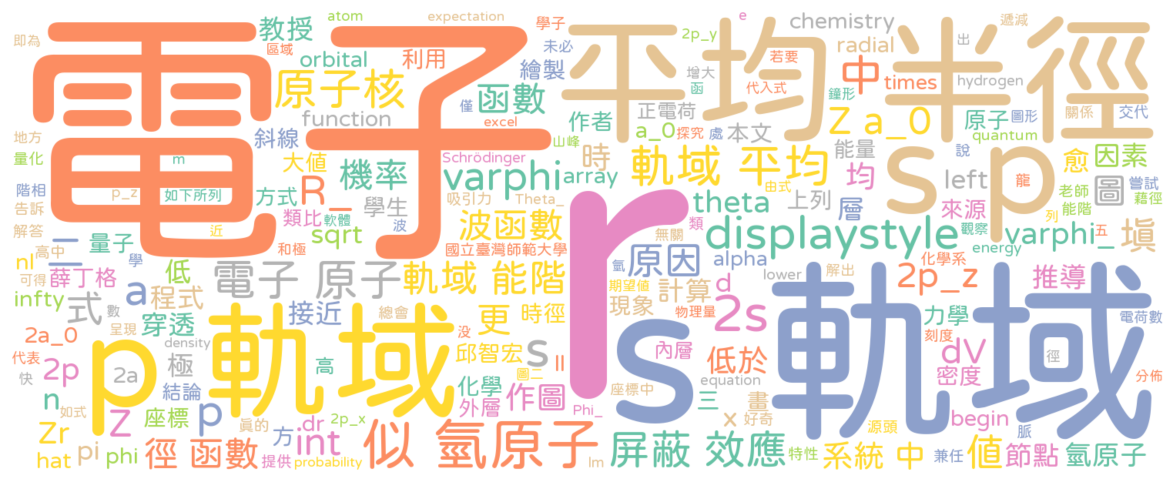 電子
平均半徑
r
s軌域
p軌域
s p
atom
expectation
即為
教授
區域
學子
未必
2p_y
e
chemistry
遞減
orbital
利用
繪製
增大
若要
radial
出
原子核
函數
函
代入式
中
times
hydrogen
僅
鐘形
正電荷
關係
交代
function
excel
作者
a_0
探究
處
本文
Z a_0
原子
圖形
地方
斜線
山峰
quantum
量化
m
大值
機率
Schrödinger
時
軌域 平均
能量
說
愈
因素
階相
p_z
如下所列
方式
R_
varphi
array
由式
均
left
圖
龍
老師
嘗試
告訴
近
類比
軟體
學生
波
吸引力
Theta_
theta
上列
層
來源
能階
藉徑
解答
高中
二
量子
sqrt
波函數
類
列
和極
國立臺灣師範大學
displaystyle
觀察
varphi_
五
填
可得
學
無關
energy
化學系
nl
薛丁格
低
電子 原子
軌域 能階
氫
原因
alpha
lower
解出
2p_z
推導
infty
a
程式
期望值
計算
d
物理量
式
數
穿透
接近
更
時徑
現象
2s
力學
沒
電荷數
2a_0
呈現
總會
刻度
代表
density
內層
低於
dV
徑
2p
2a
極
高
邱智宏
s
ll
密度
分佈
快
結論
圖二
化學
座標中
equation
n
z
座標
p
外層
作圖
三
畫
如式
2p_x
Phi_
x
好奇
begin
Zr
真的
方
dr
源頭
hat
pi
phi
徑 函數
int
似 氫原子
屏蔽 效應
系統 中
值
節點
氫原子
提供
probability
lm
特性
兼任
脈